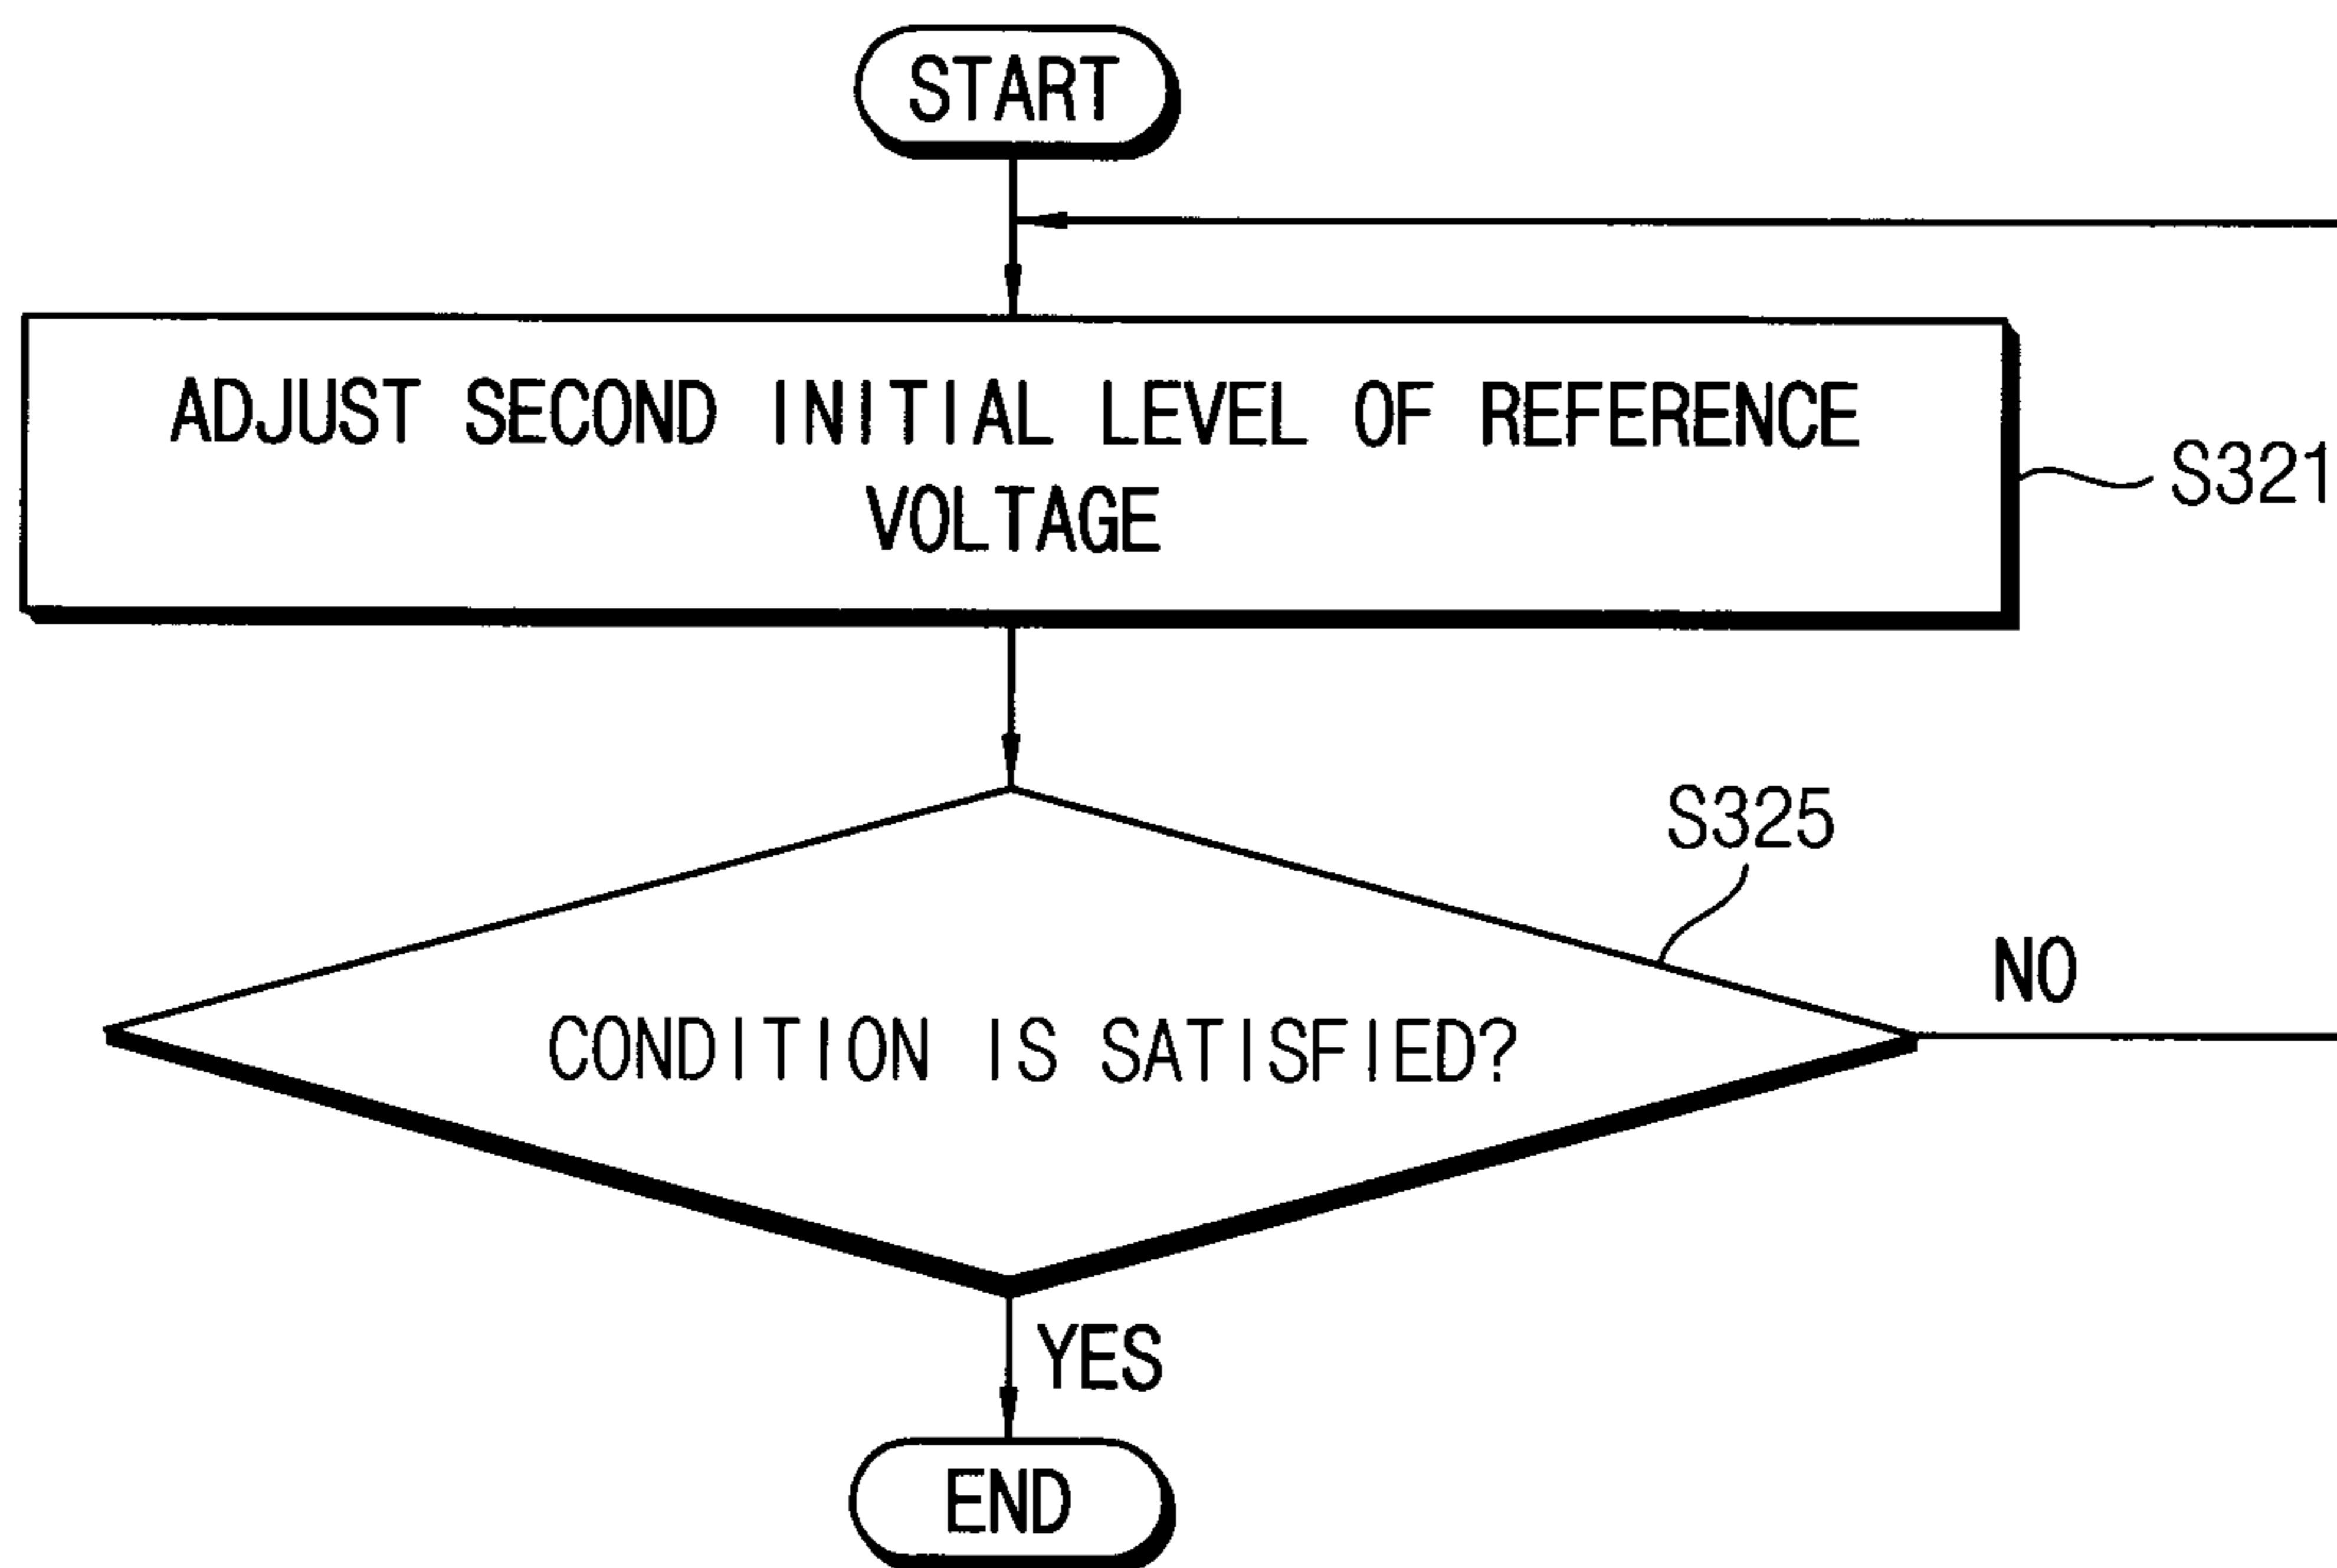 START
ADJUST SECOND INITIAL LEVEL OF REFERENCE
VOLTAGE
S321
S325
NO
CONDITION IS SATISFIED?
YES
END